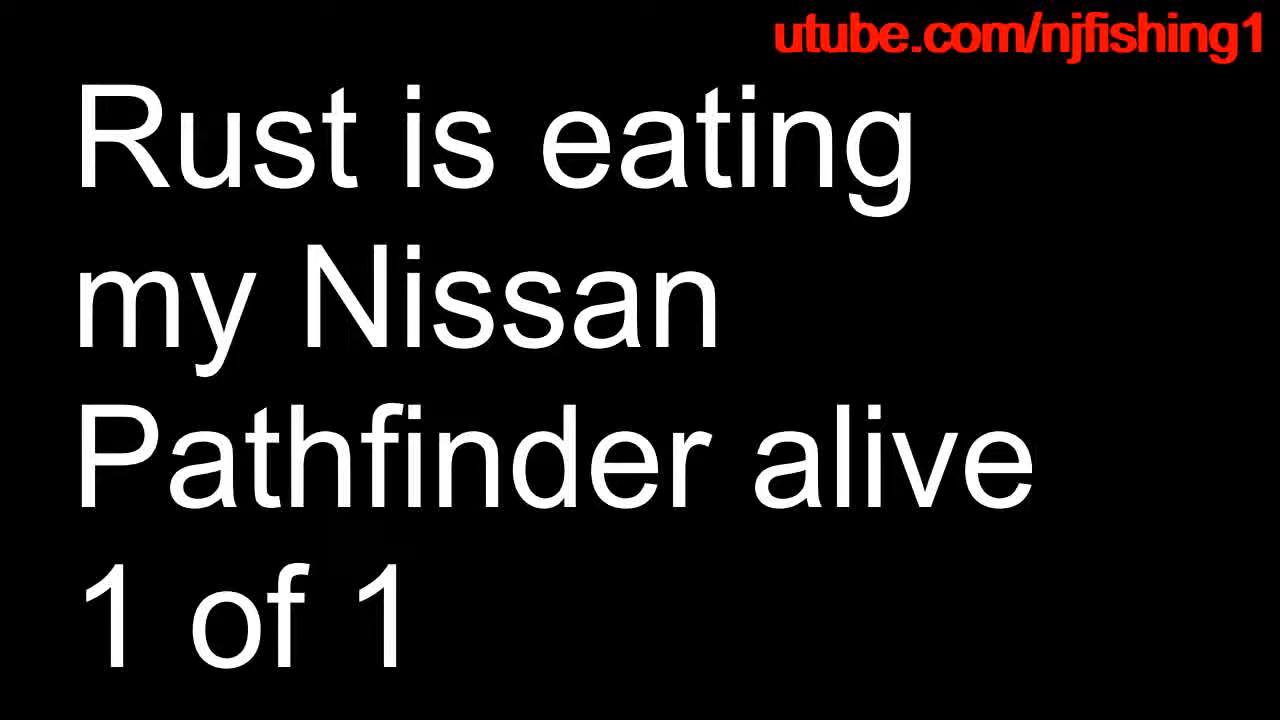 utube.com/njfishing1
Rust is eating
my Nissan
Pathfinder alive
1 of 1